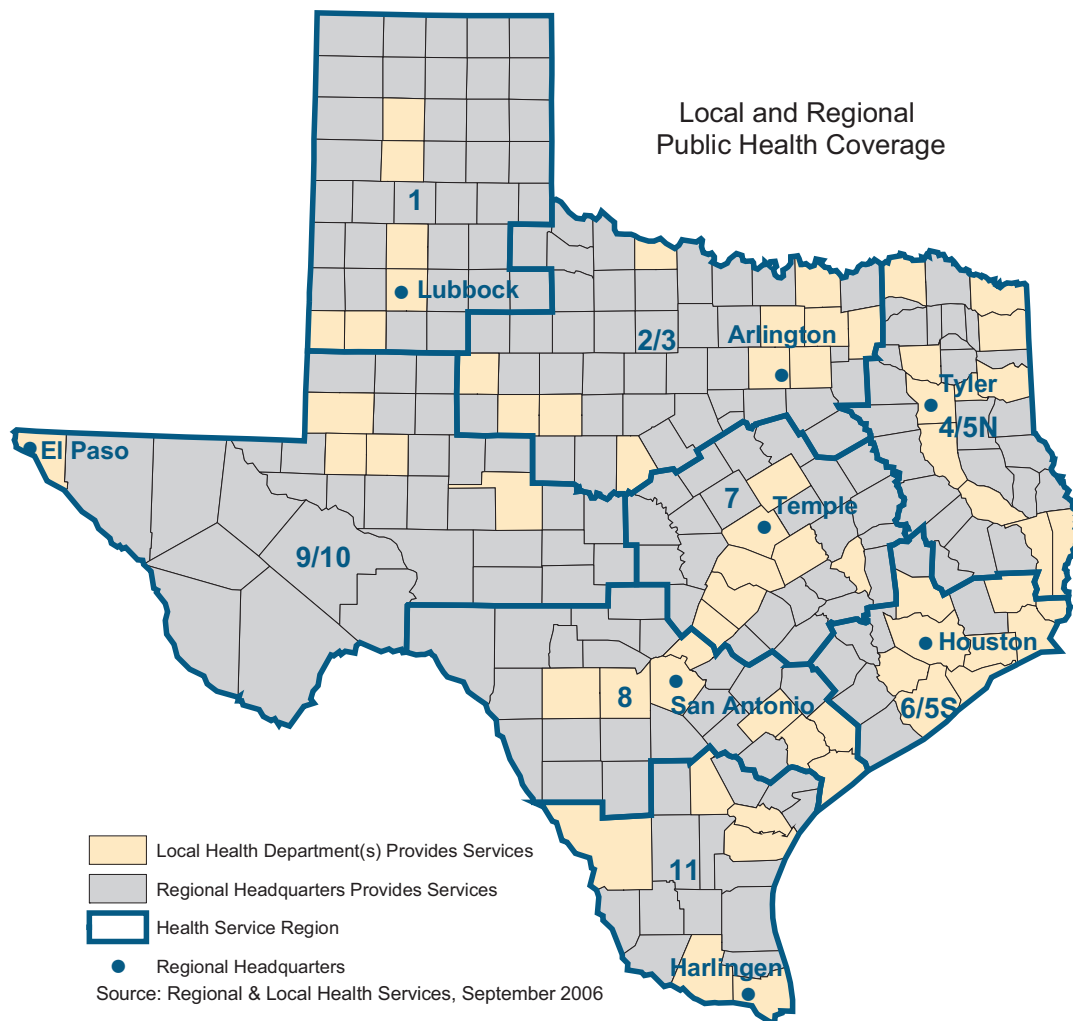 Local and Regional
Public Health Coverage
1
Lubbock
2/3
Arlington
Tyler
4/5N
El Paso
7
Temple
9/10
Houston
8
San Antonio
6/5S
11
Harlingen
Local Health Department(s) Provides Services
Regional Headquarters Provides Services
Health Service Region
Regional Headquarters
Source: Regional & Local Health Services, September 2006